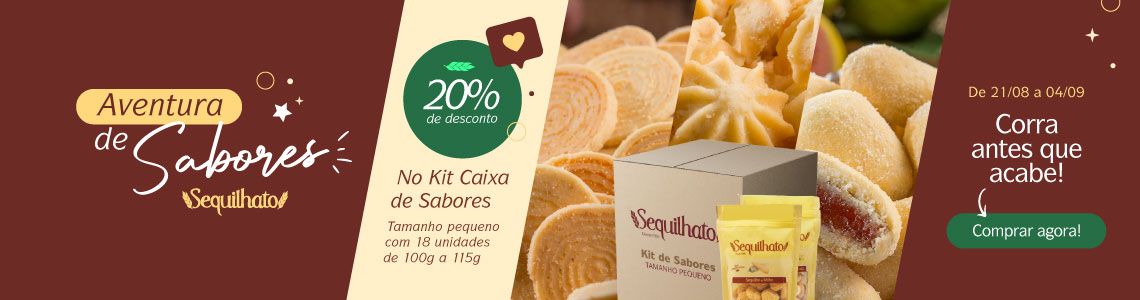 Aventura
de Sabores
Sequilhato
20%
de desconto
No Kit Caixa
de Sabores
Tamanho pequeno
com 18 unidades
de 100g a 115g
Sequilhato
Kit de Sabores
TAMANHO PEQUENO
Sequilhato
De 21/08 a 04/09
Corra
antes que
acabe!
Comprar agora!